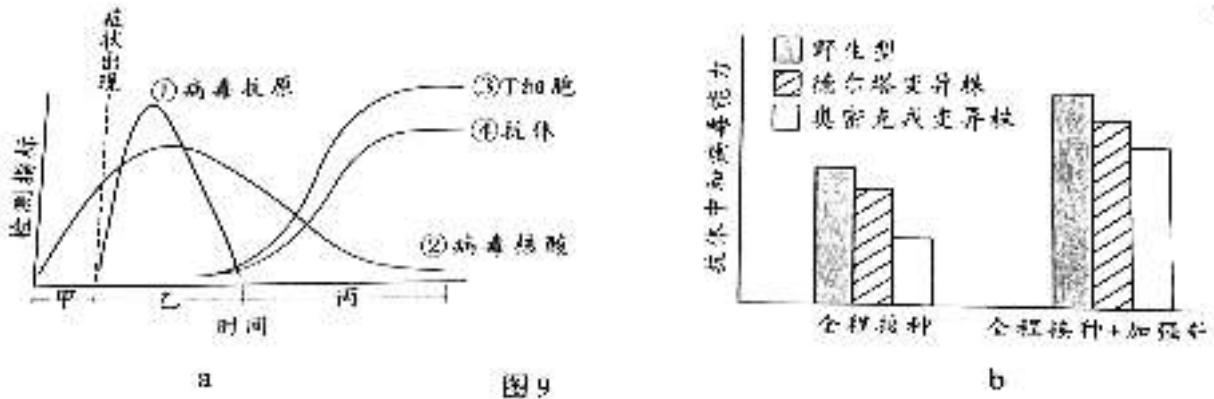 症状出现
①病毒抗原
③T细胞
④抗体
②病毒核酸
检测指标
甲
乙
丙
时间
a
图9
野生型
德尔塔变异株
奥密克戎变异株
抗体中和病毒能力
全程接种
全程接种+加强针
b